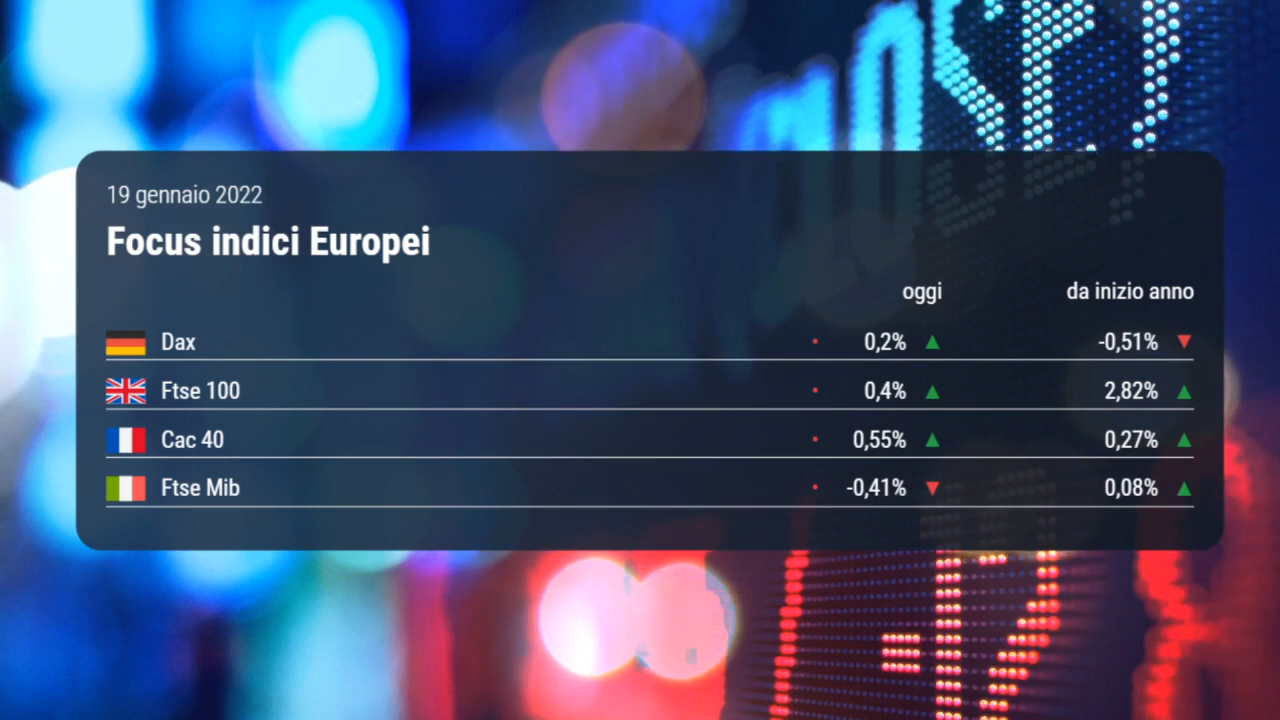 19 gennaio 2022
Focus indici Europei
oggi da inizio anno
Dax 0,2% ▲ -0,51% ▼
Ftse 100 0,4% ▲ 2,82% ▲
Cac 40 0,55% ▲ 0,27% ▲
Ftse Mib -0,41% ▼ 0,08% ▲